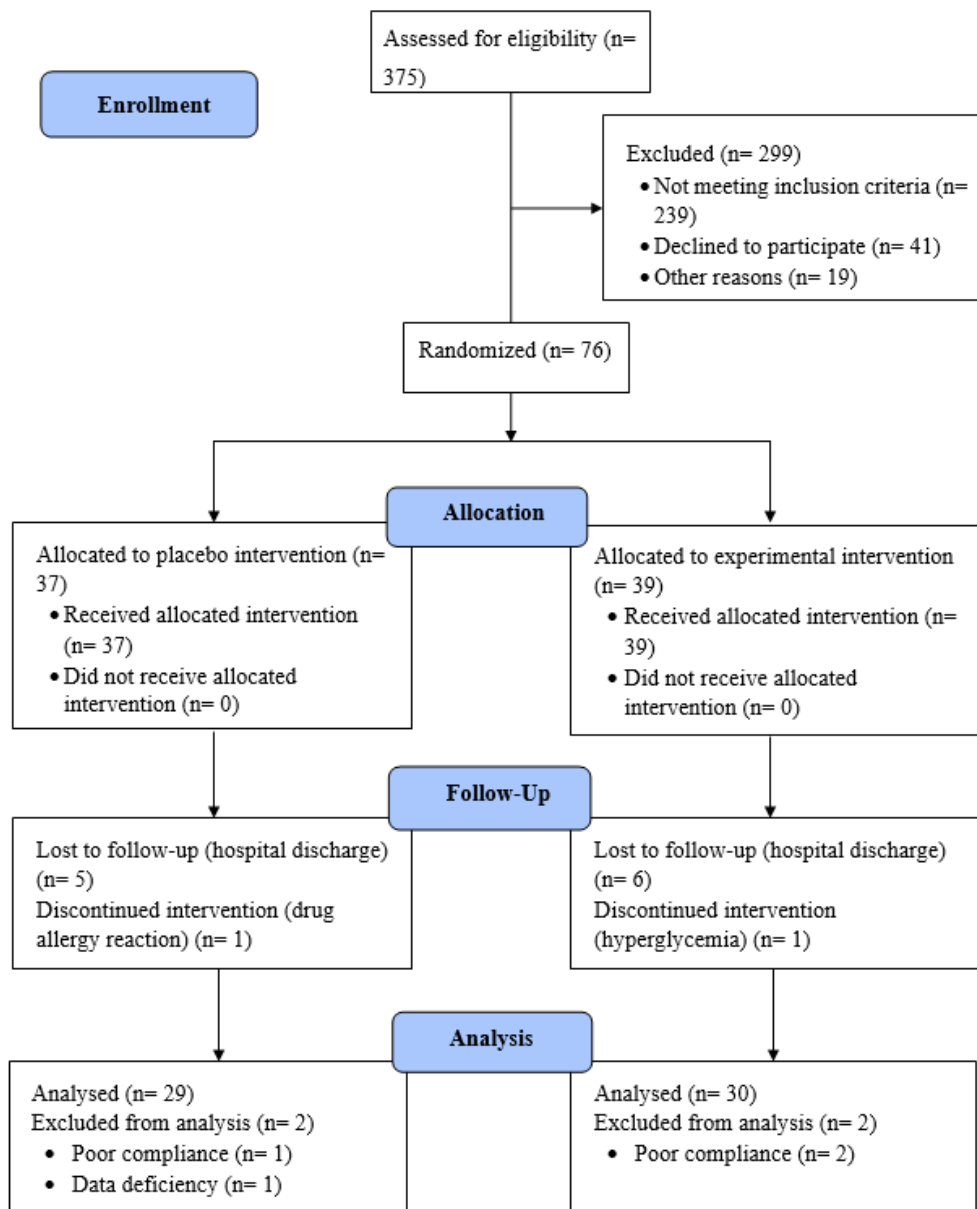 Assessed for eligibility (n=
375)
Enrollment
Excluded (n= 299)
• Not meeting inclusion criteria (n=
239)
• Declined to participate (n= 41)
• Other reasons (n= 19)
Randomized (n= 76)
Allocation
Allocated to placebo intervention (n=
37)
• Received allocated intervention
(n= 37)
• Did not receive allocated
intervention (n= 0)
Allocated to experimental intervention
(n= 39)
• Received allocated intervention (n=
39)
• Did not receive allocated
intervention (n= 0)
Follow-Up
Lost to follow-up (hospital discharge)
(n= 5)
Discontinued intervention (drug
allergy reaction) (n= 1)
Lost to follow-up (hospital discharge)
(n= 6)
Discontinued intervention
(hyperglycemia) (n= 1)
Analysis
Analysed (n= 29)
Excluded from analysis (n= 2)
• Poor compliance (n= 1)
• Data deficiency (n= 1)
Analysed (n= 30)
Excluded from analysis (n= 2)
• Poor compliance (n= 2)